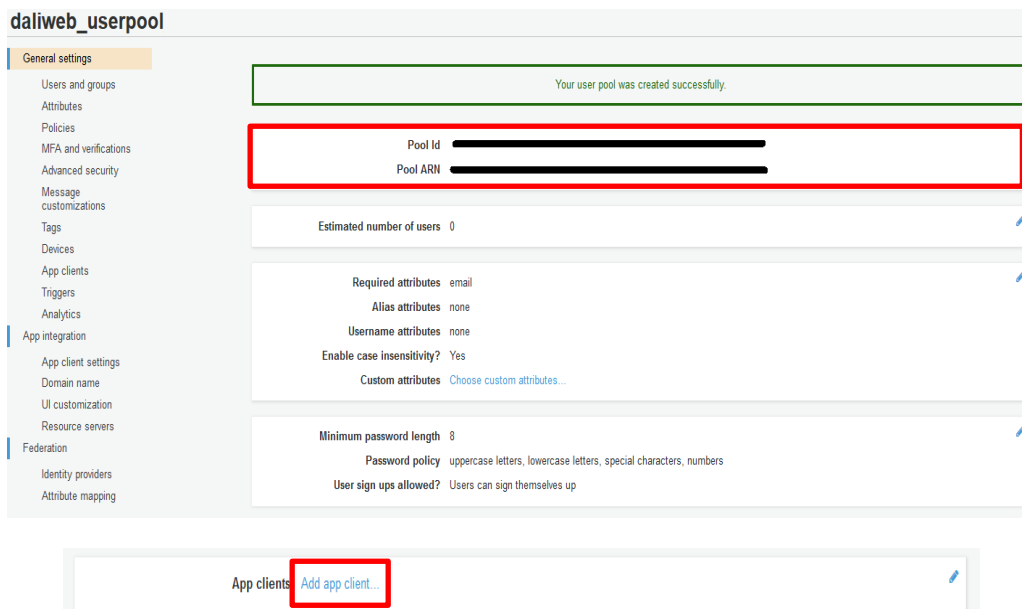 daliweb_userpool
General settings
Users and groups
Attributes
Policies
MFA and verifications
Advanced security
Message
customizations
Tags
Devices
App clients
Triggers
Analytics
App integration
App client settings
Domain name
UI customization
Resource servers
Federation
Identity providers
Attribute mapping
Your user pool was created successfully.
Pool Id
Pool ARN
Estimated number of users 0
Required attributes email
Alias attributes none
Username attributes none
Enable case insensitivity? Yes
Custom attributes Choose custom attributes...
Minimum password length 8
Password policy uppercase letters, lowercase letters, special characters, numbers
User sign ups allowed? Users can sign themselves up
App clients Add app client...